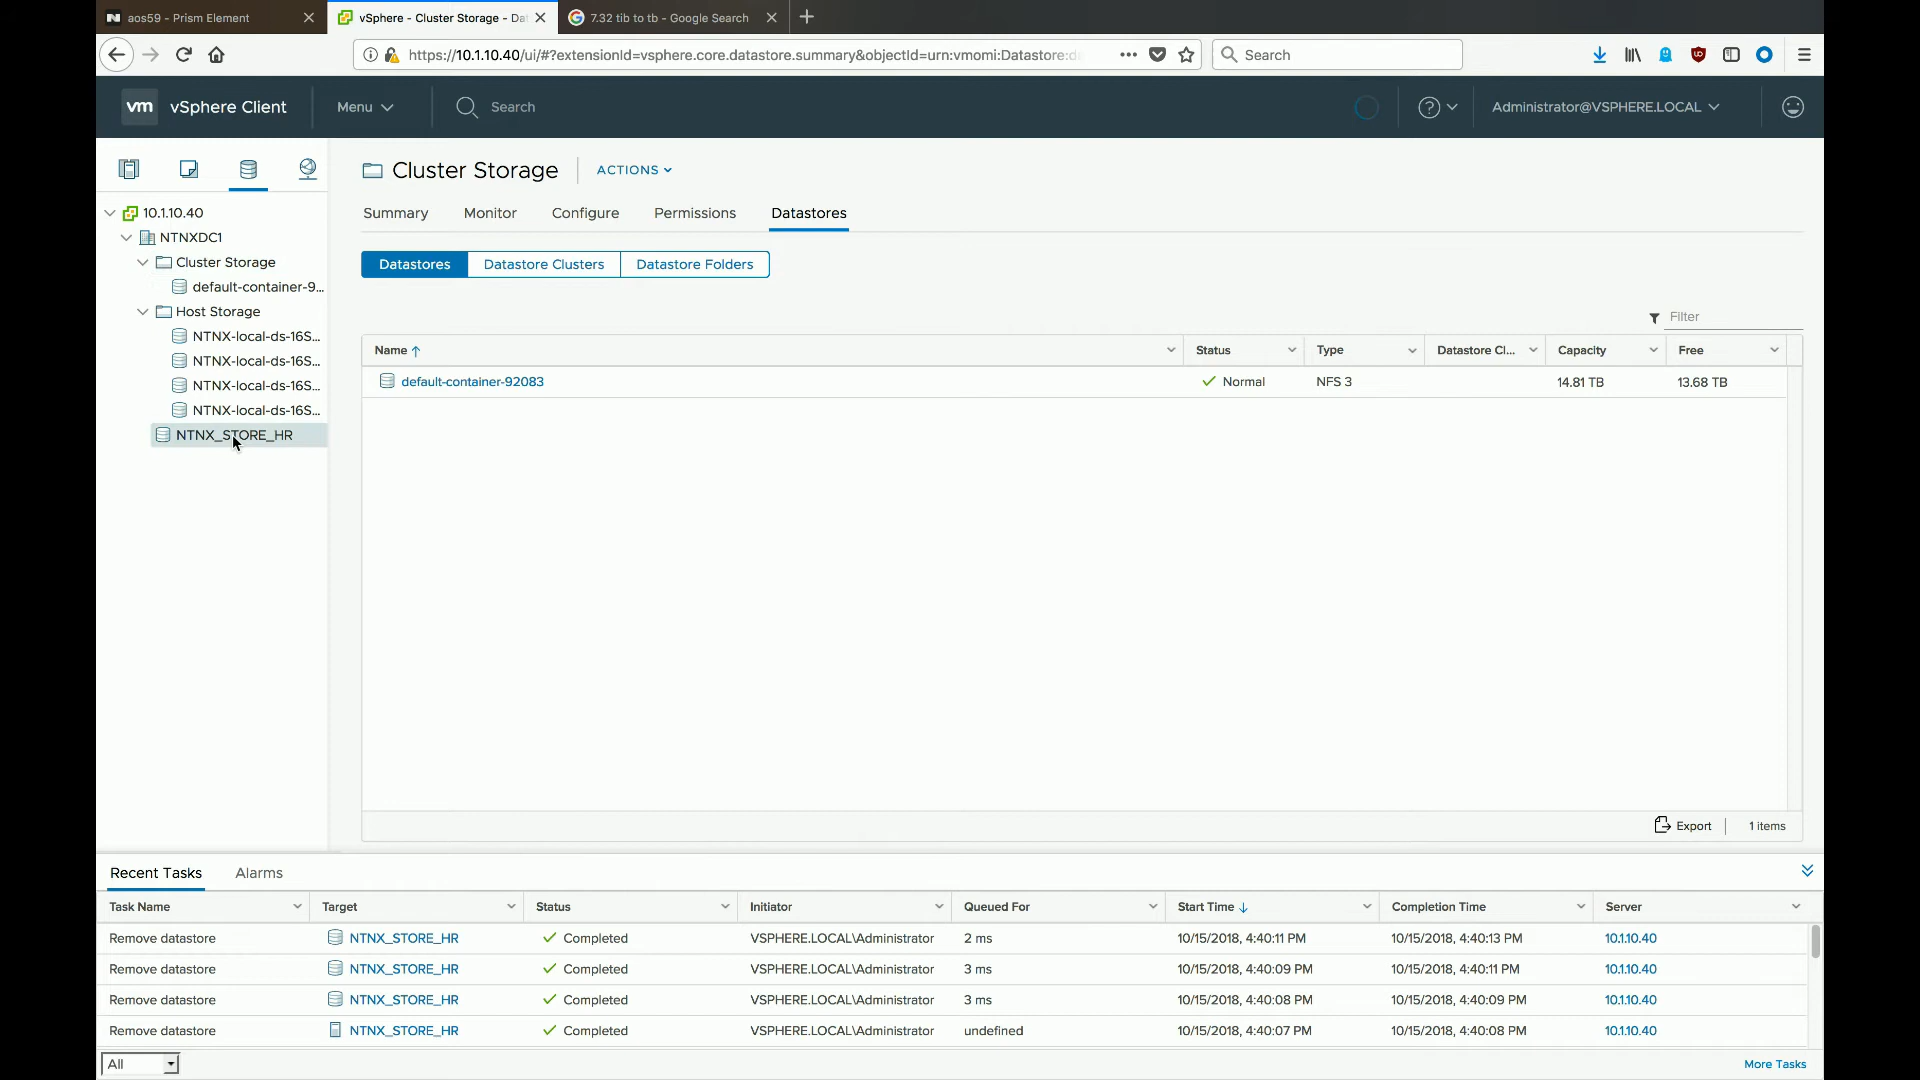 aos59 - Prism Element
vSphere - Cluster Storage - Da
7.32 tib to tb - Google Search
https://10.1.10.40/ui/#?extensionId=vsphere.core.datastore.summary&objectId=urn:vmomi:Datastore:d
Search
vm vSphere Client
Menu
Search
Administrator@VSPHERE.LOCAL
Cluster Storage
ACTIONS
Summary Monitor Configure Permissions Datastores
Datastores Datastore Clusters Datastore Folders
10.1.10.40
NTNXDC1
Cluster Storage
default-container-9...
Host Storage
NTNX-local-ds-16S...
NTNX-local-ds-16S...
NTNX-local-ds-16S...
NTNX-local-ds-16S...
NTNX_STORE_HR
Filter
Name Status Type Datastore Cl... Capacity Free
default-container-92083 Normal NFS 3 14.81 TB 13.68 TB
Export 1 items
Recent Tasks Alarms
Task Name Target Status Initiator Queued For Start Time Completion Time Server
Remove datastore NTNX_STORE_HR Completed VSPHERE.LOCAL\Administrator 2 ms 10/15/2018, 4:40:11 PM 10/15/2018, 4:40:13 PM 10.1.10.40
Remove datastore NTNX_STORE_HR Completed VSPHERE.LOCAL\Administrator 3 ms 10/15/2018, 4:40:09 PM 10/15/2018, 4:40:11 PM 10.1.10.40
Remove datastore NTNX_STORE_HR Completed VSPHERE.LOCAL\Administrator 3 ms 10/15/2018, 4:40:08 PM 10/15/2018, 4:40:09 PM 10.1.10.40
Remove datastore NTNX_STORE_HR Completed VSPHERE.LOCAL\Administrator undefined 10/15/2018, 4:40:07 PM 10/15/2018, 4:40:08 PM 10.1.10.40
All
More Tasks